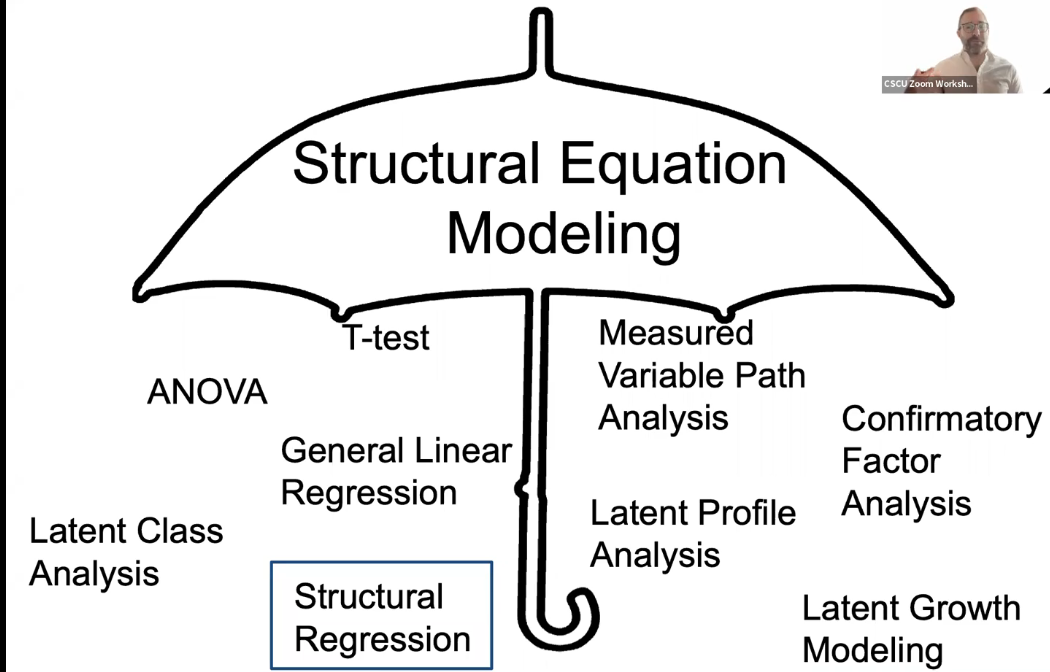 CSCU Zoom Worksh...
Structural Equation
Modeling
T-test
ANOVA
General Linear
Regression
Latent Class
Analysis
Structural
Regression
Measured
Variable Path
Analysis
Confirmatory
Factor
Analysis
Latent Profile
Analysis
Latent Growth
Modeling